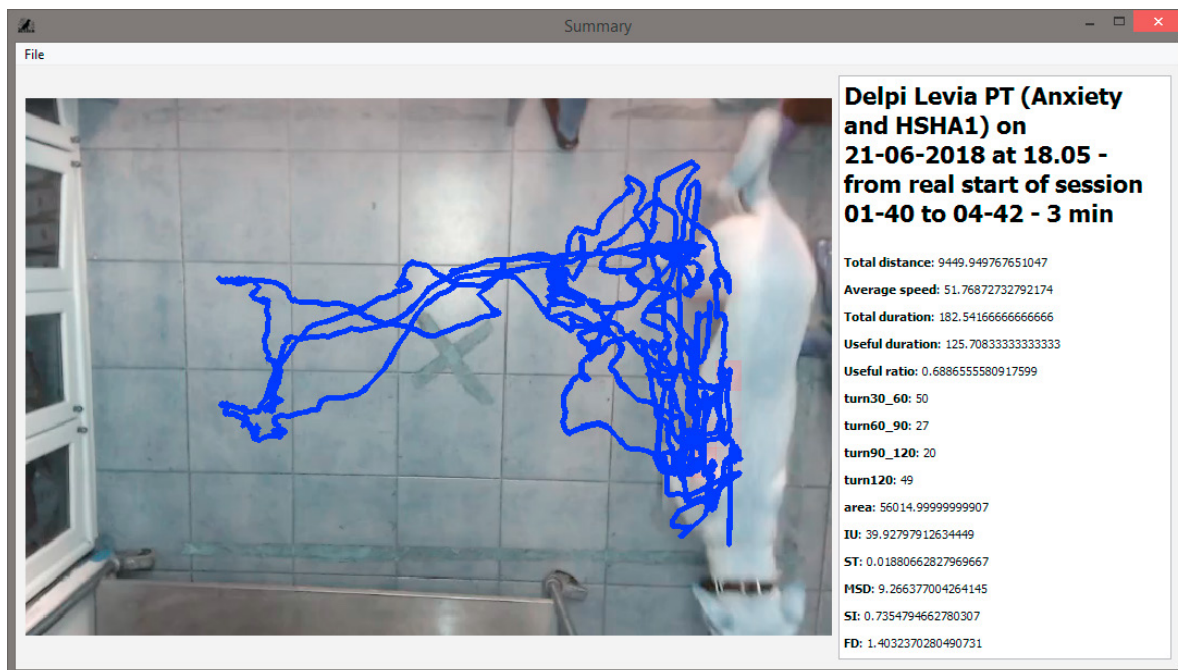 Summary
File
Delpi Levia PT (Anxiety
and HSHA1) on
21-06-2018 at 18.05 -
from real start of session
01-40 to 04-42 - 3 min
Total distance: 9449.949767651047
Average speed: 51.76872732792174
Total duration: 182.54166666666666
Useful duration: 125.70833333333333
Useful ratio: 0.6886555580917599
turn30_60: 50
turn60_90: 27
turn90_120: 20
turn120: 49
area: 56014.99999999907
IU: 39.92797912634449
ST: 0.01880662827969667
MSD: 9.266377004264145
SI: 0.7354794662780307
FD: 1.4032370280490731